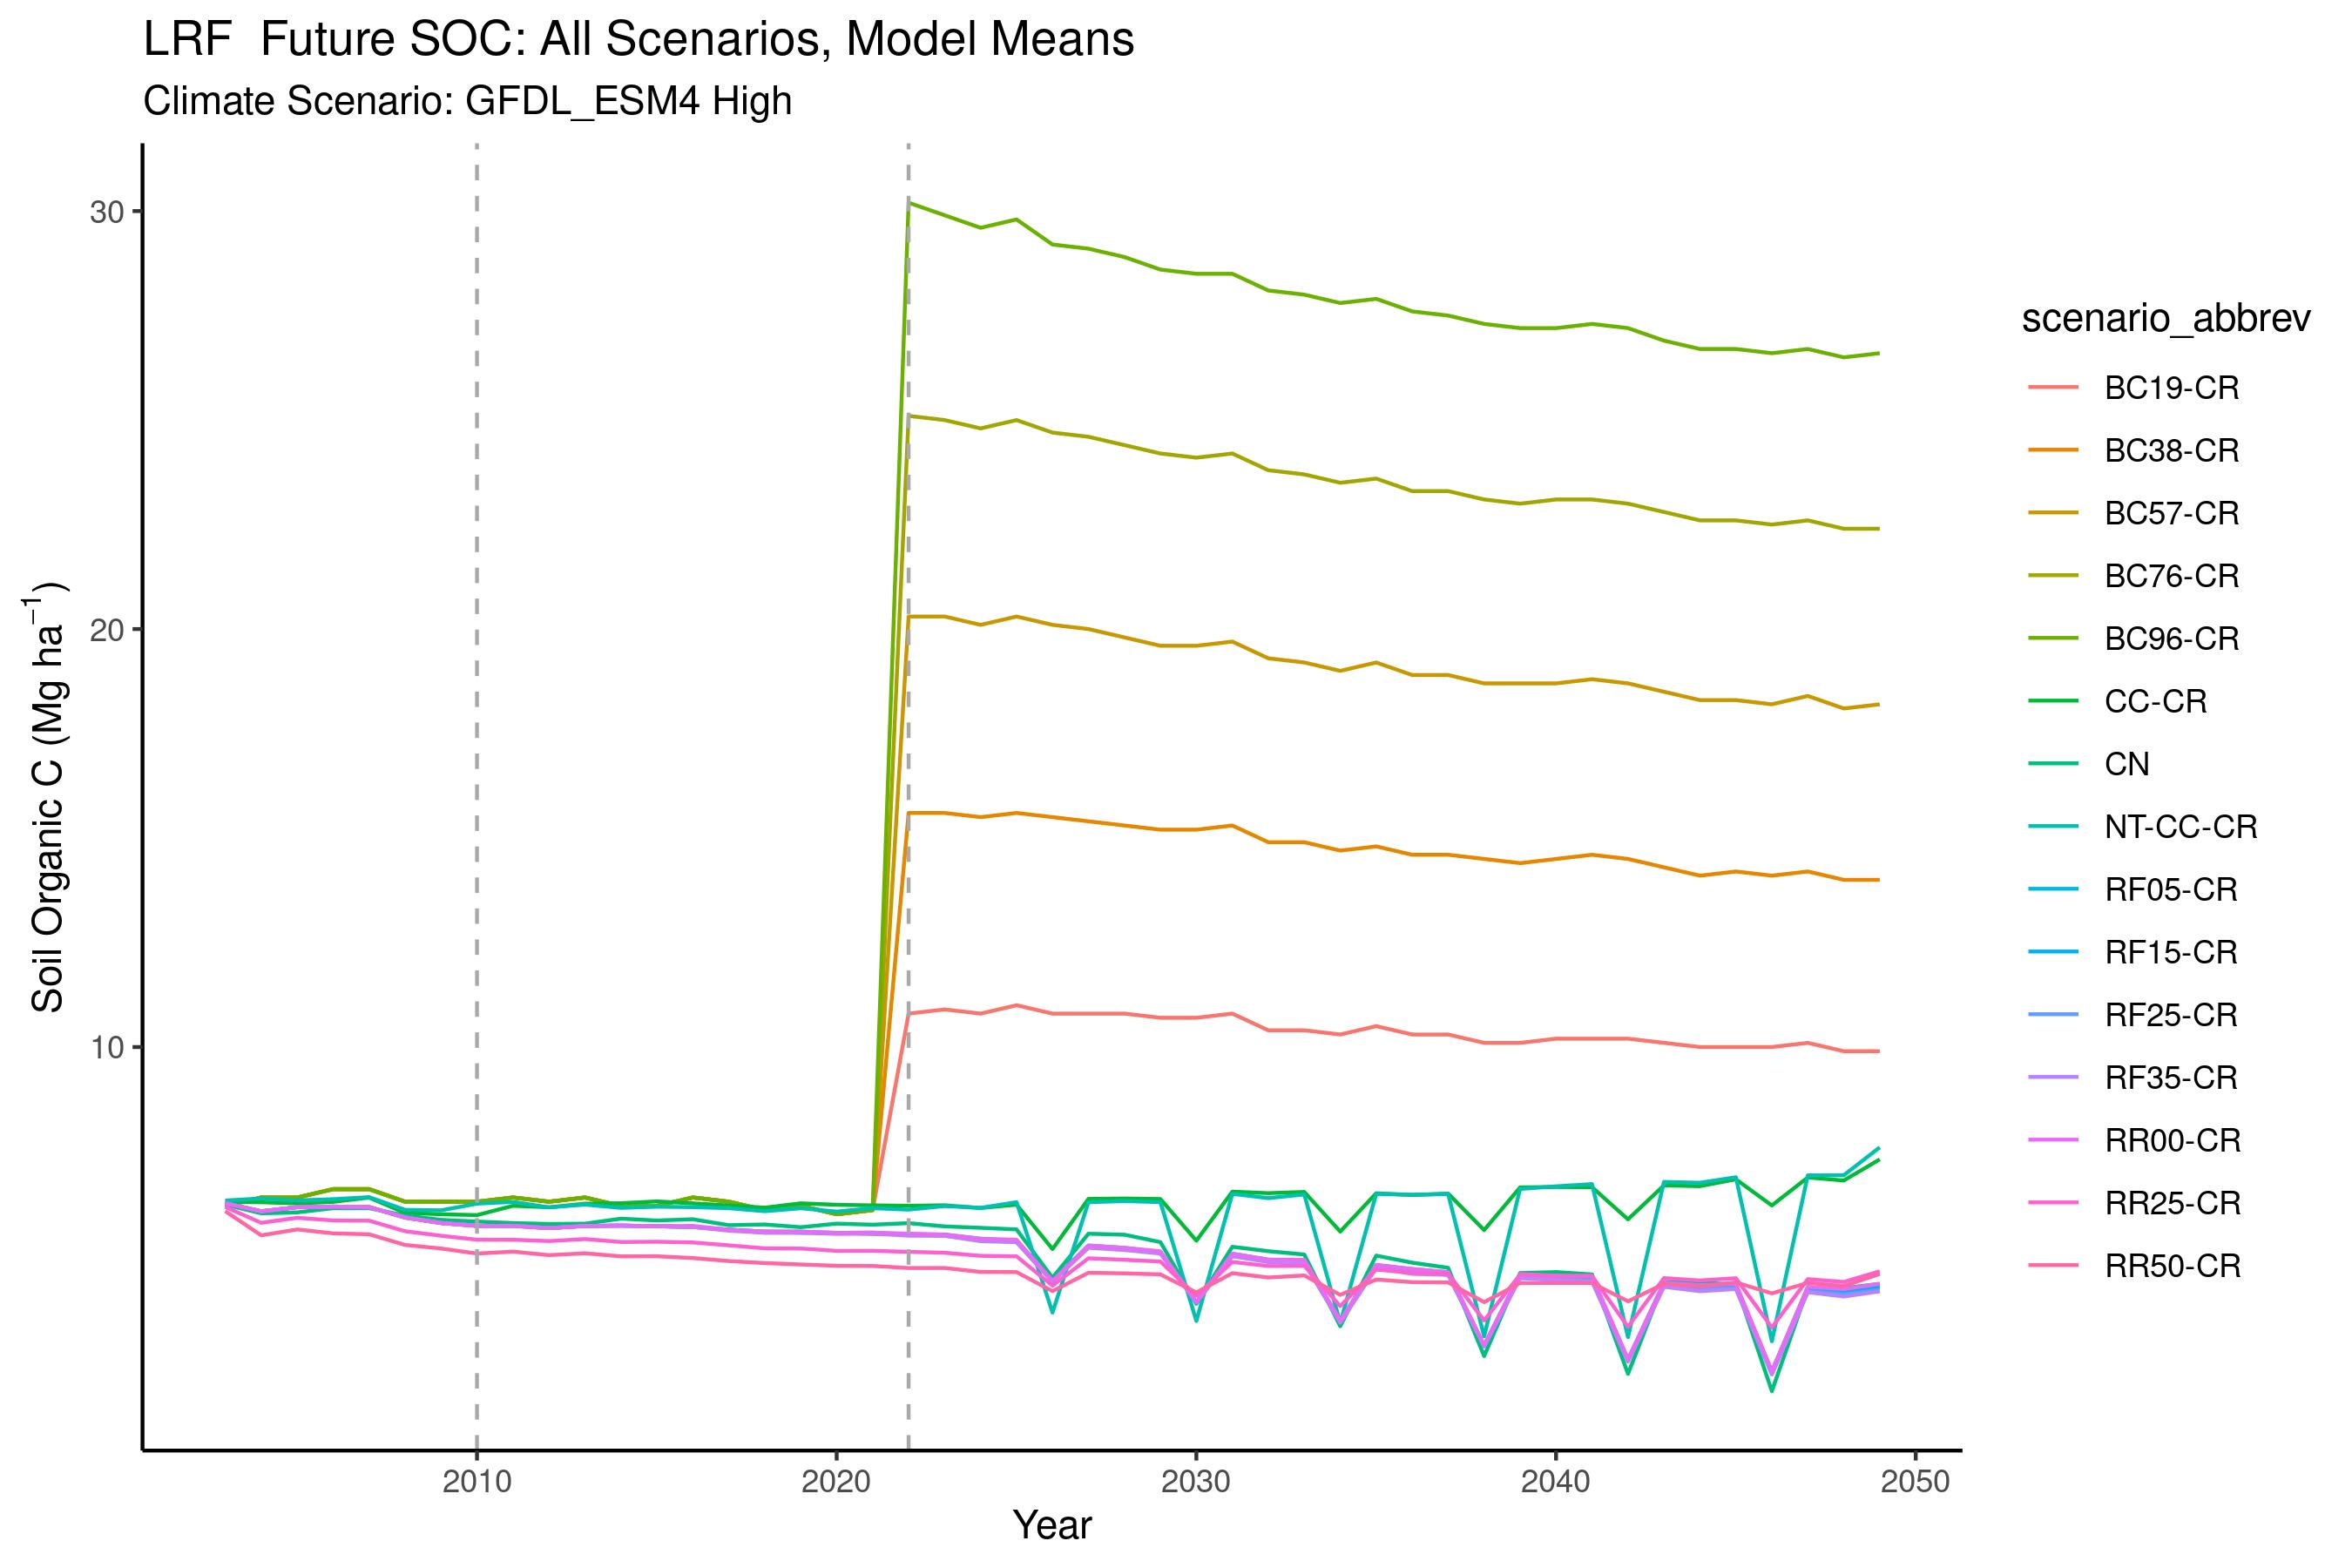 LRF  Future SOC: All Scenarios, Model Means
Climate Scenario: GFDL_ESM4 High
30
20
10
Soil Organic C (Mg ha⁻¹)
2010
2020
2030
2040
2050
Year
scenario_abbrev
BC19-CR
BC38-CR
BC57-CR
BC76-CR
BC96-CR
CC-CR
CN
NT-CC-CR
RF05-CR
RF15-CR
RF25-CR
RF35-CR
RR00-CR
RR25-CR
RR50-CR